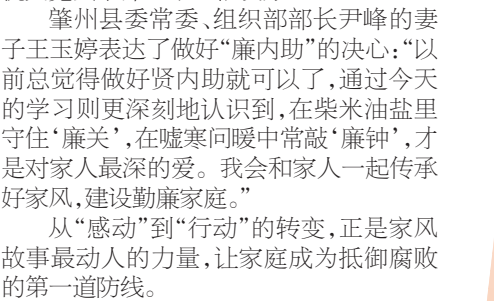 肇州县委常委、组织部部长尹峰的妻
子王玉婷表达了做好“廉内助”的决心：“以
前总觉得做好贤内助就可以了，通过今天
的学习则更深刻地认识到，在柴米油盐里
守住‘廉关’，在嘘寒问暖中常敲‘廉钟’，才
是对家人最深的爱。我会和家人一起传承
好家风，建设勤廉家庭。”
从“感动”到“行动”的转变，正是家风
故事最动人的力量，让家庭成为抵御腐败
的第一道防线。